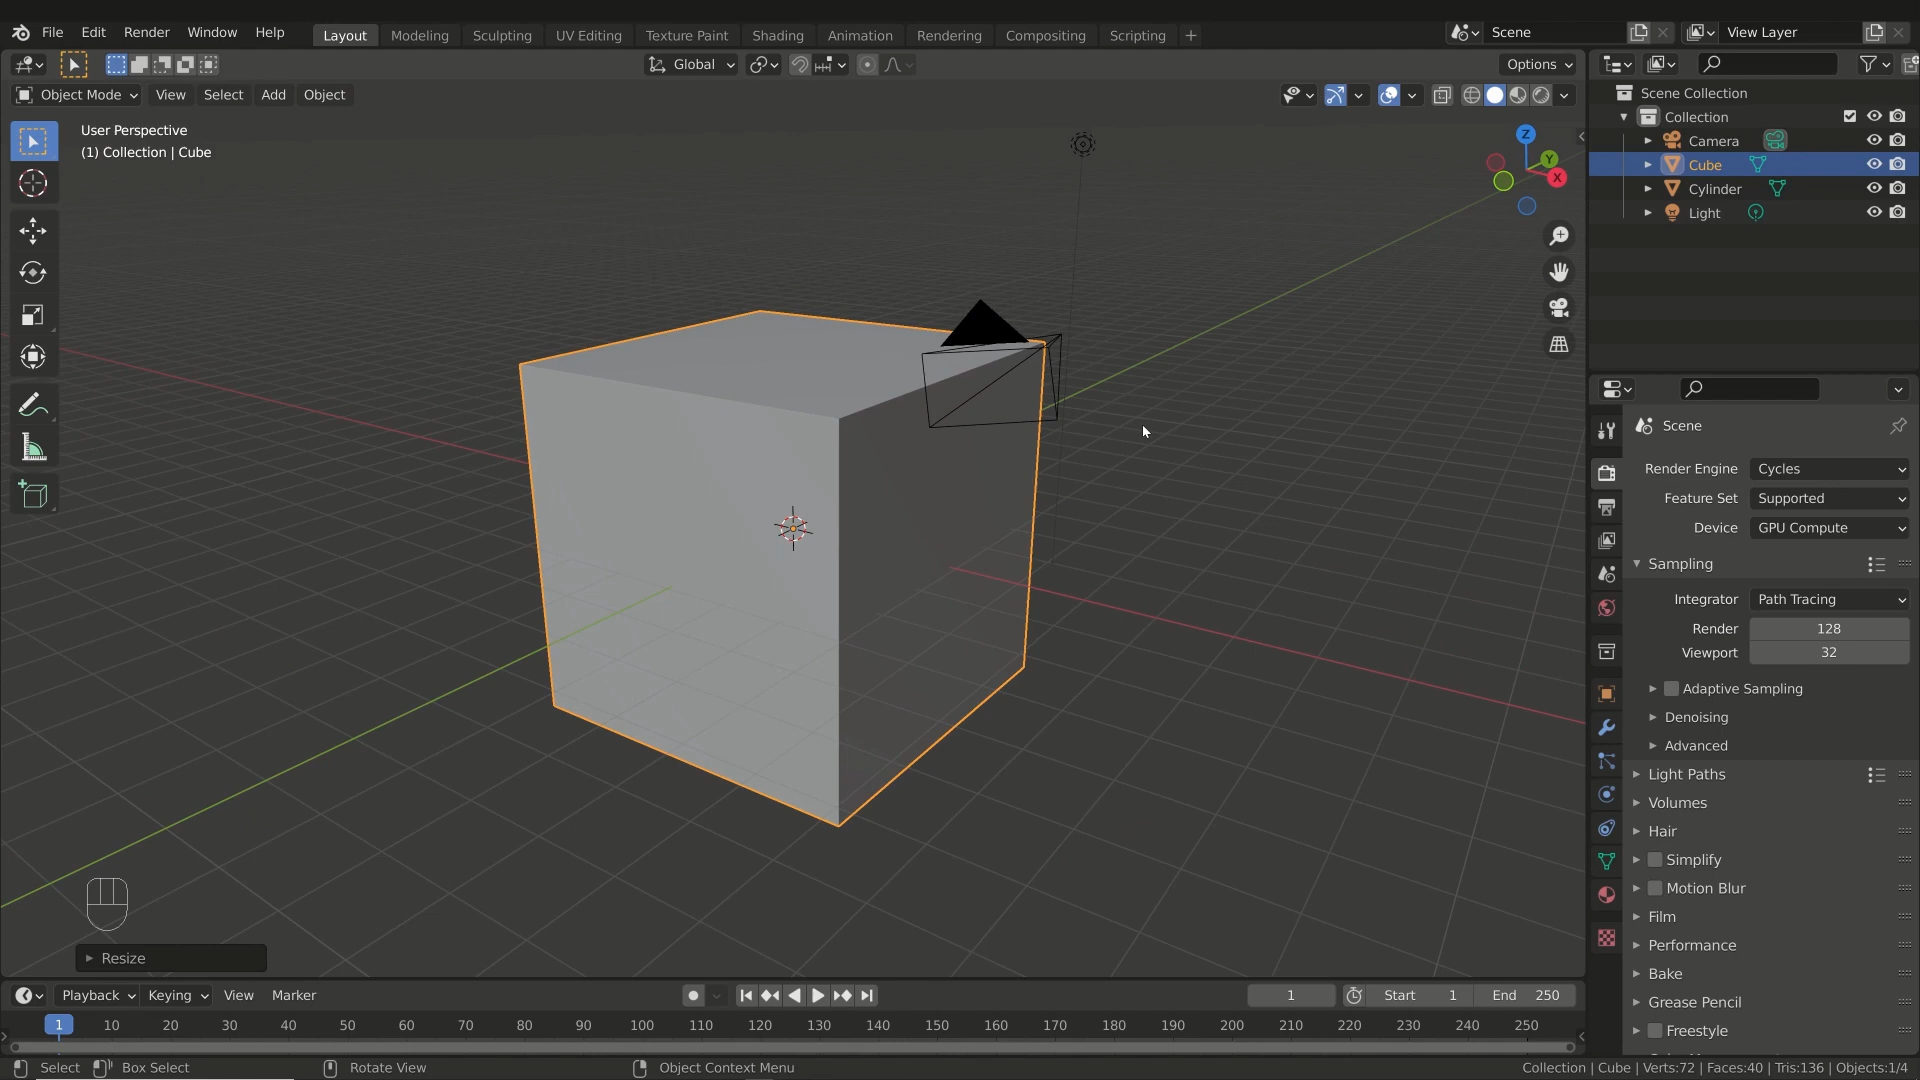 File Edit Render Window Help Layout Modeling Sculpting UV Editing Texture Paint Shading Animation Rendering Compositing Scripting + Scene View Layer
Global Options
Object Mode View Select Add Object
User Perspective
(1) Collection | Cube
Z
Y
X
Scene Collection
Collection
Camera
Cube
Cylinder
Light
Scene
Render Engine Cycles
Feature Set Supported
Device GPU Compute
Sampling
Integrator Path Tracing
Render 128
Viewport 32
Adaptive Sampling
Denoising
Advanced
Light Paths
Volumes
Hair
Simplify
Motion Blur
Film
Performance
Bake
Grease Pencil
Freestyle
Resize
Playback Keying View Marker 1 Start 1 End 250
1 10 20 30 40 50 60 70 80 90 100 110 120 130 140 150 160 170 180 190 200 210 220 230 240 250
Select Box Select Rotate View Object Context Menu Collection | Cube | Verts:72 | Faces:40 | Tris:136 | Objects:1/4